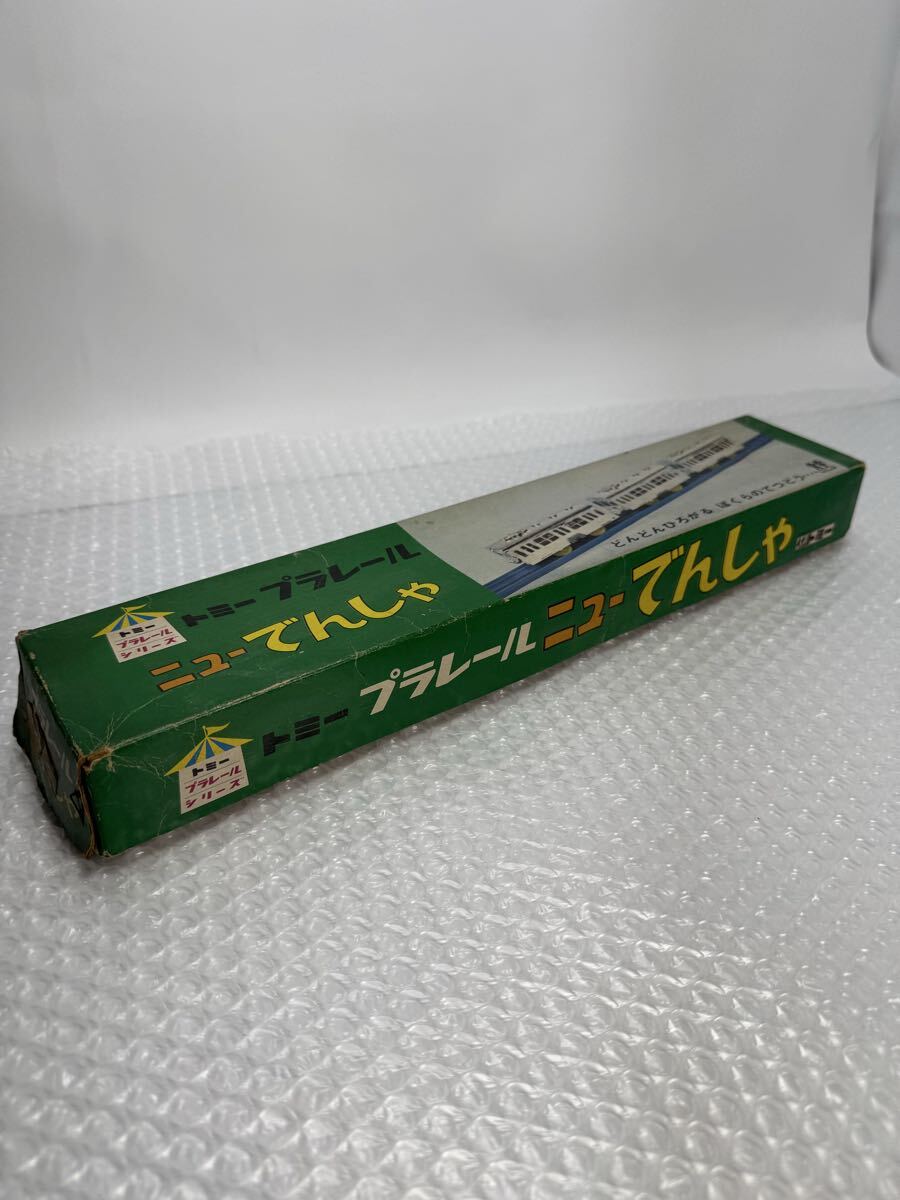 トミー
プラレール
シリーズ
トミー プラレール
ニューでんしゃ
どんどんひろがる ぼくらのてつどう…
トミー
プラレール
シリーズ
トミー プラレール ニューでんしゃ
トミー